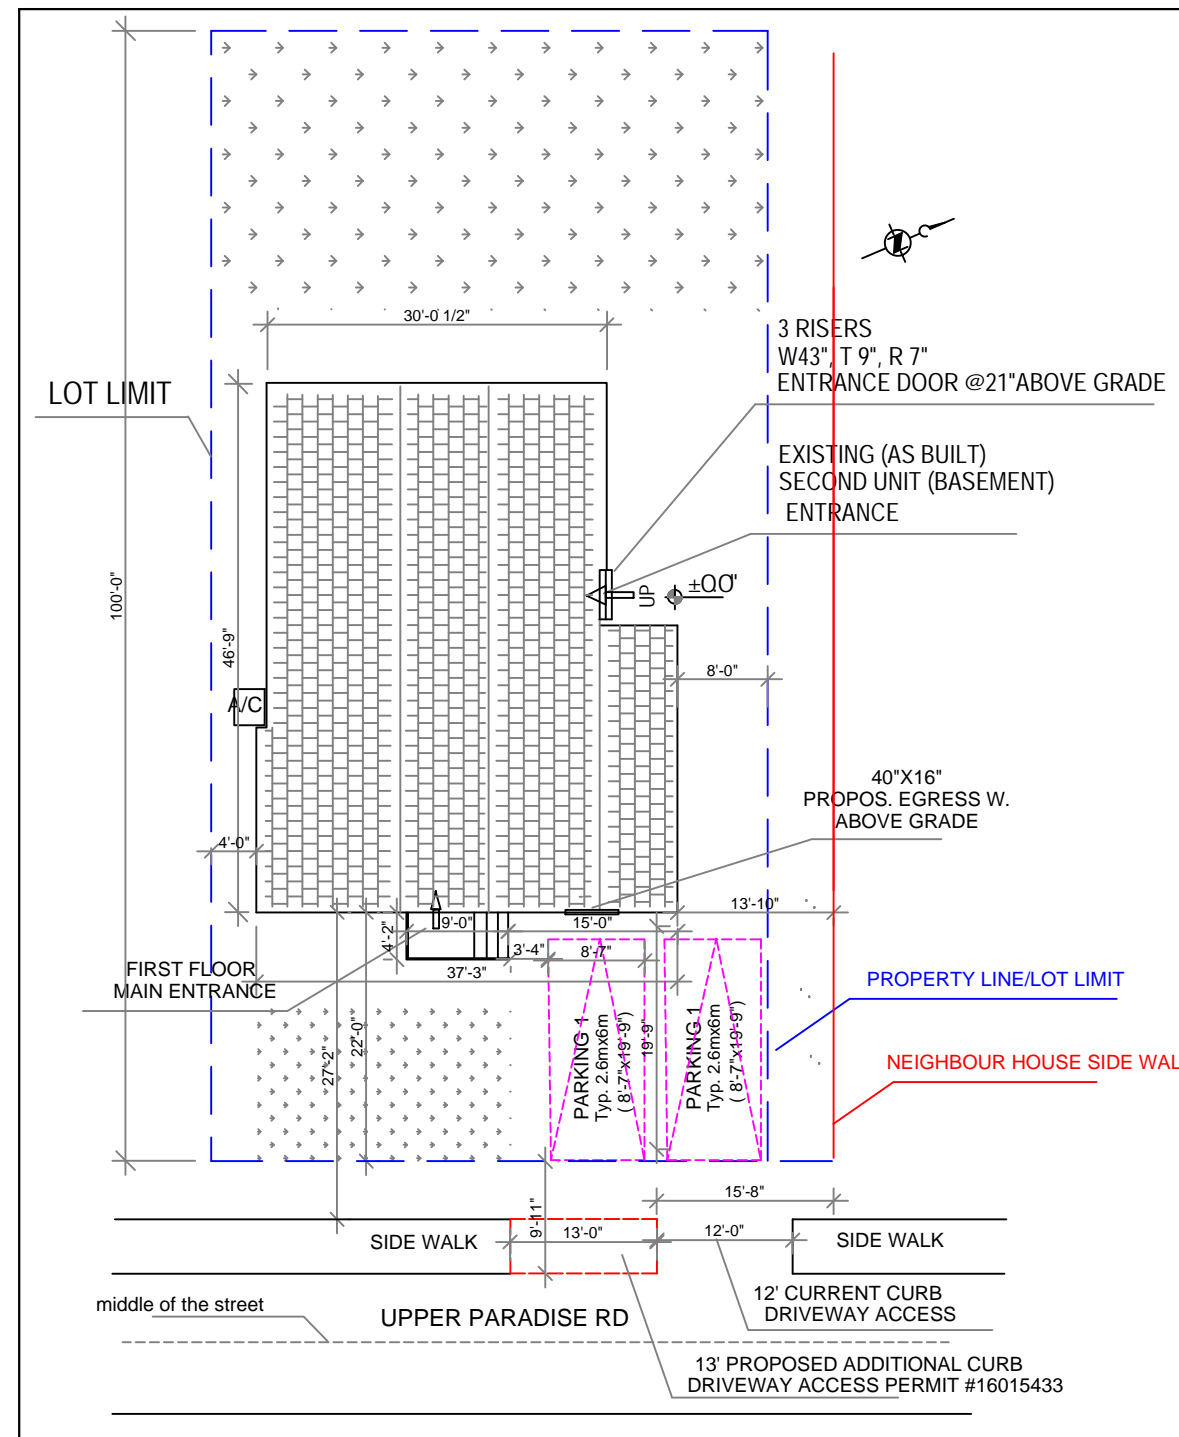 30'-0 1/2"
3 RISERS
W43", T 9", R 7"
ENTRANCE DOOR @21"ABOVE GRADE
LOT LIMIT
EXISTING (AS BUILT)
SECOND UNIT (BASEMENT)
ENTRANCE
100'-0"
UP
±0.0"
46'-9"
8'-0"
A/C
40"X16"
PROPOS. EGRESS W.
ABOVE GRADE
4'-0"
13'-10"
9'-0"
15'-0"
4'-2"
3'-4"
8'-7"
FIRST FLOOR
MAIN ENTRANCE
37'-3"
PROPERTY LINE/LOT LIMIT
27'-2"
22'-0"
PARKING 1
Typ. 2.6mx6m
( 8'-7"x19'-9")
19'-9"
PARKING 1
Typ. 2.6mx6m
( 8'-7"x19'-9")
NEIGHBOUR HOUSE SIDE WAL
15'-8"
9'-11"
SIDE WALK
13'-0"
12'-0"
SIDE WALK
middle of the street
UPPER PARADISE RD
12' CURRENT CURB
DRIVEWAY ACCESS
13' PROPOSED ADDITIONAL CURB
DRIVEWAY ACCESS PERMIT #16015433